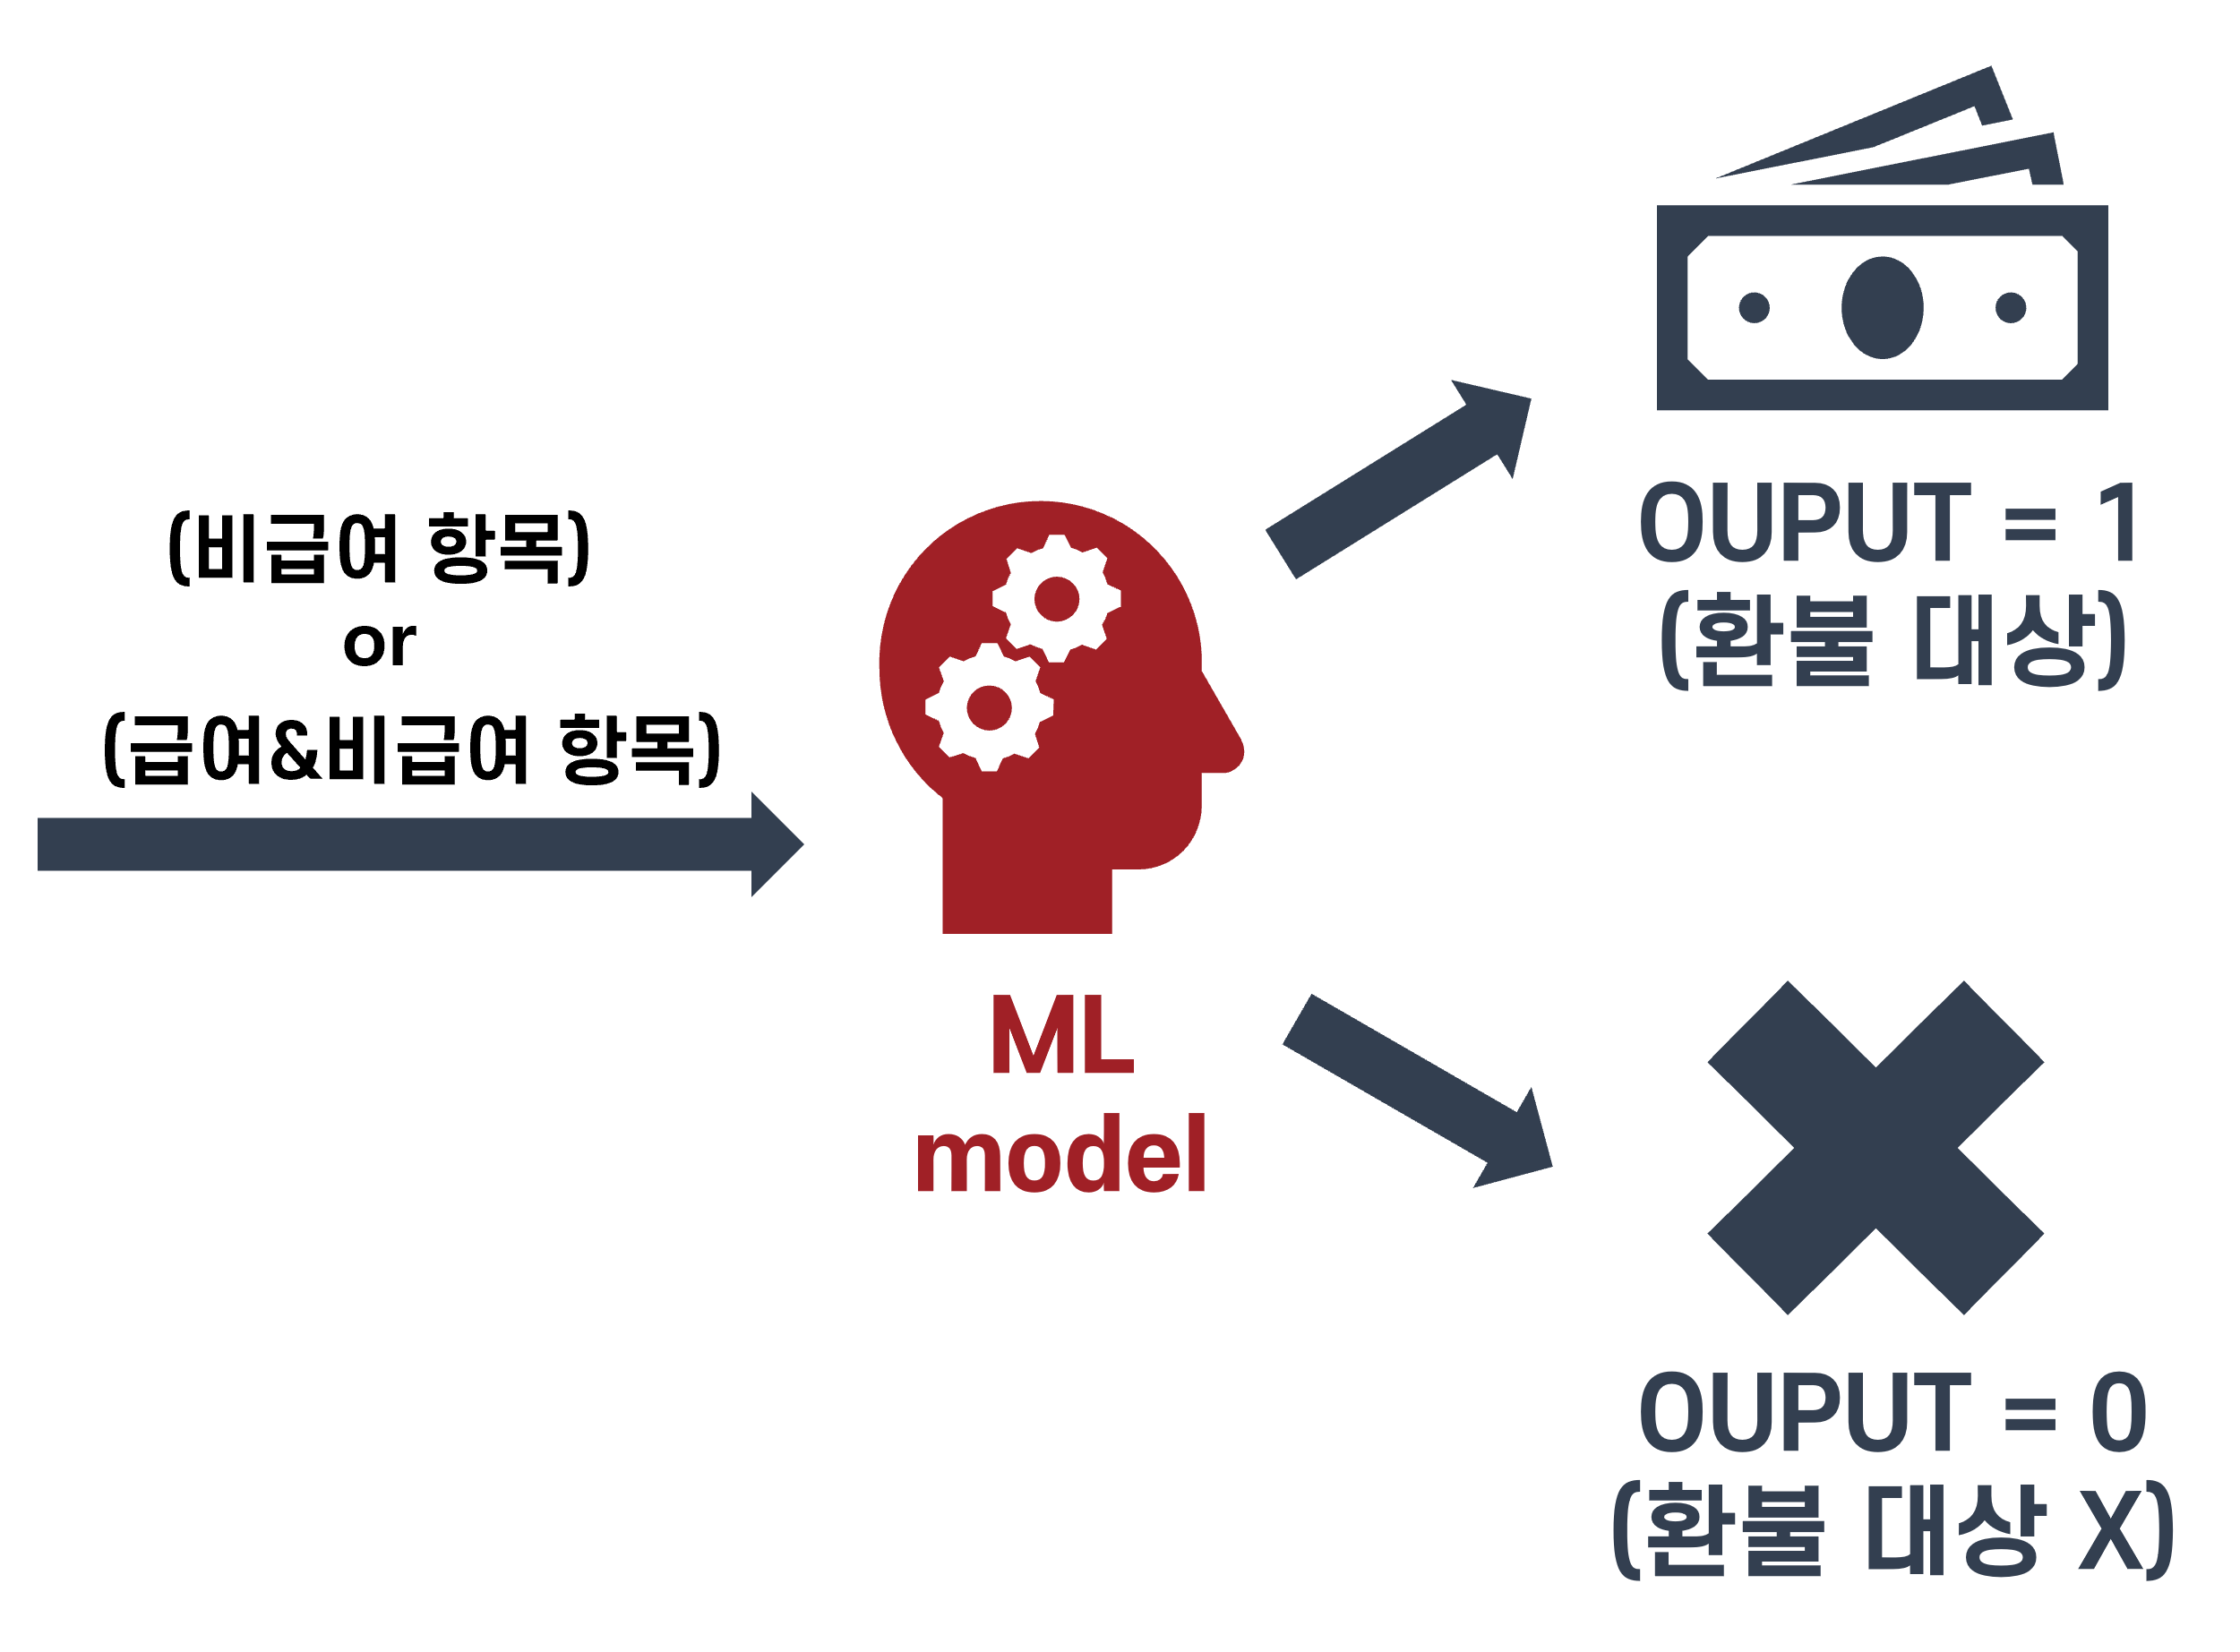 (비급여 항목)
or
(급여&비급여 항목)
ML
model
OUPUT = 1
(환불 대상)
OUPUT = 0
(환불 대상 X)